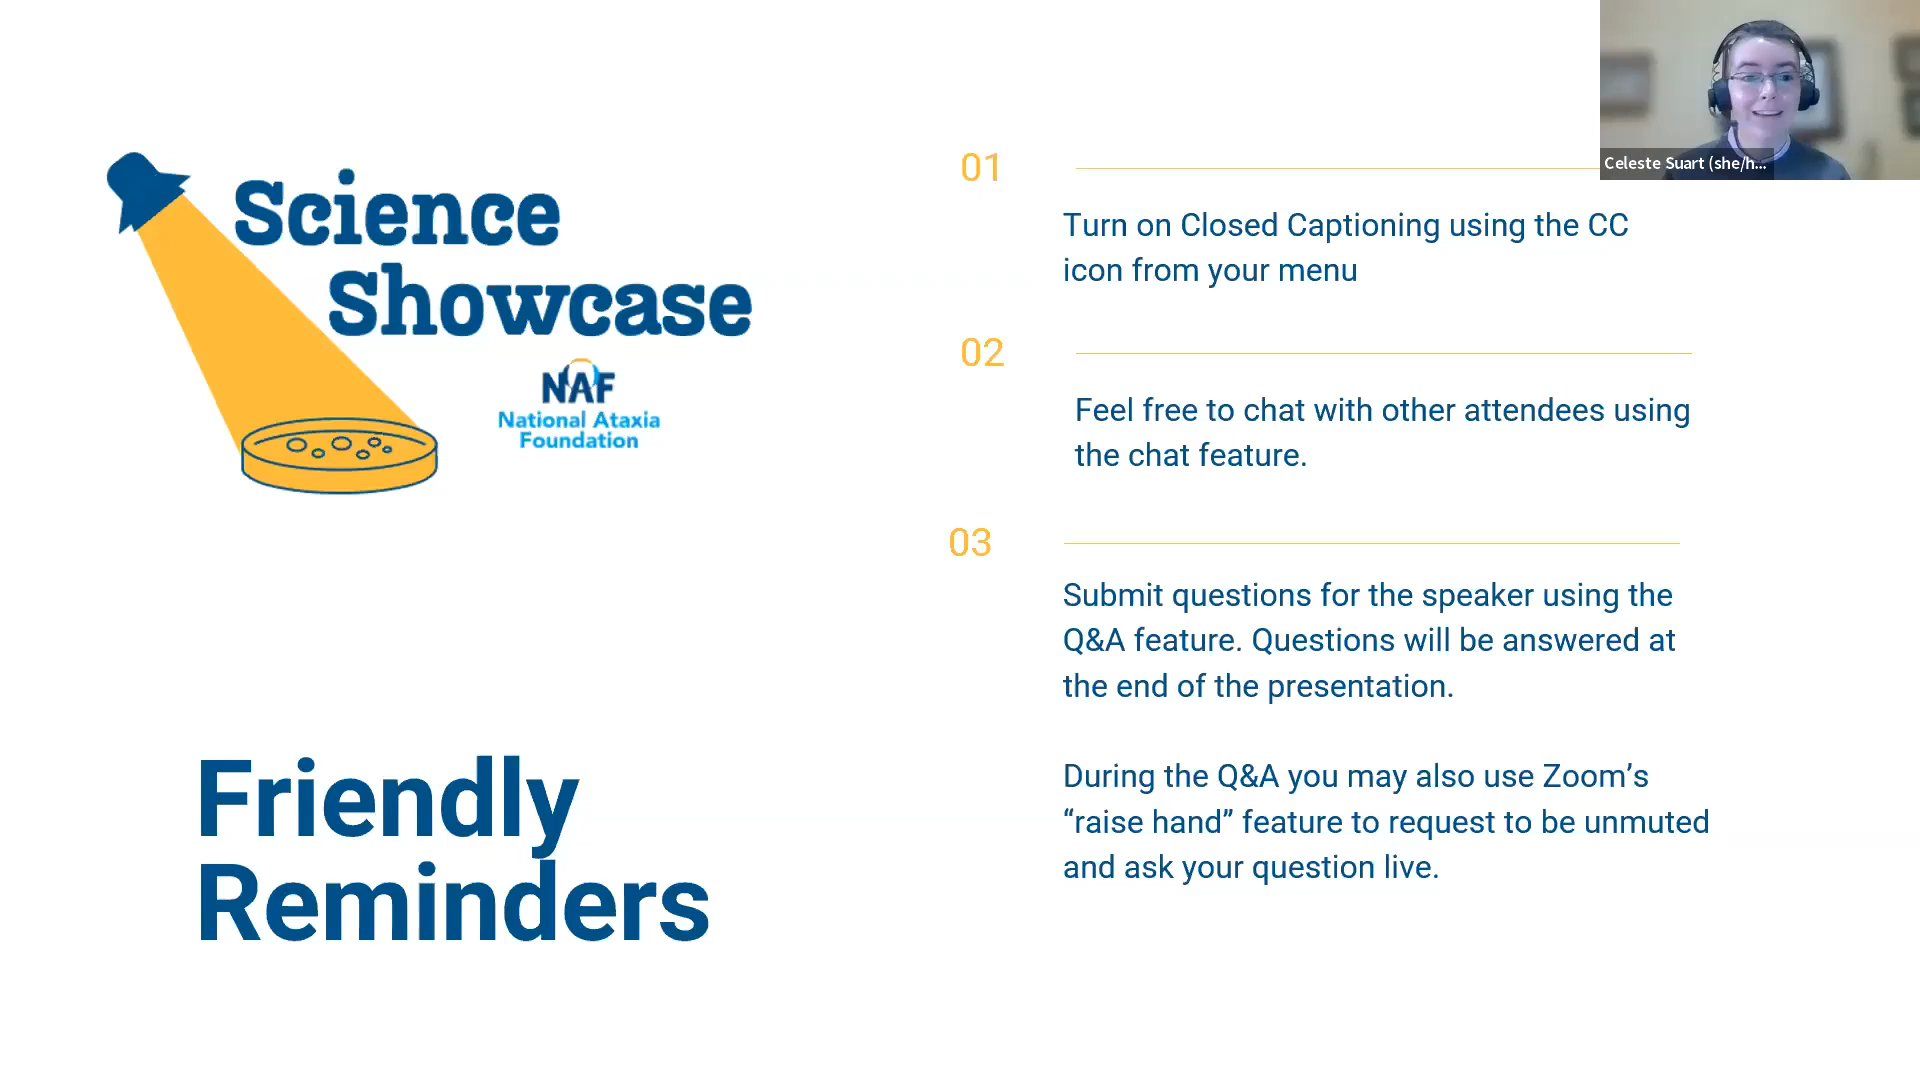 Science
Showcase
NAF
National Ataxia
Foundation
Friendly
Reminders
01
Turn on Closed Captioning using the CC
icon from your menu
02
Feel free to chat with other attendees using
the chat feature.
03
Submit questions for the speaker using the
Q&A feature. Questions will be answered at
the end of the presentation.
During the Q&A you may also use Zoom’s
“raise hand” feature to request to be unmuted
and ask your question live.
Celeste Suart (she/h...